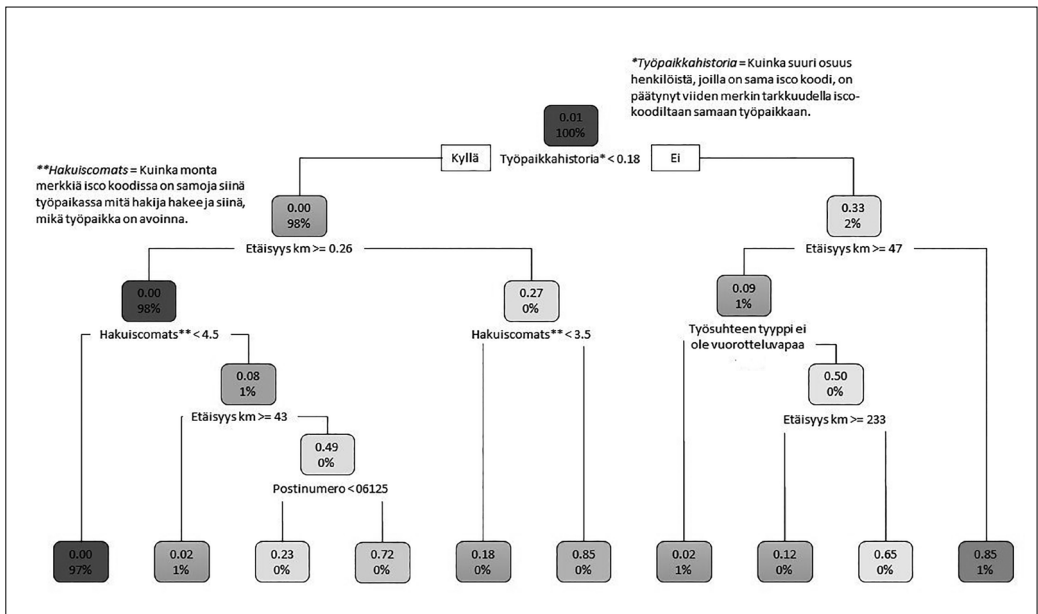 *Työpaikkahistoria = Kuinka suuri osuus
henkilöistä, joilla on sama isco koodi, on
päätynyt viiden merkin tarkkuudella isco-
koodiltaan samaan työpaikkaan.
0.01
100%
Kyllä
Työpaikkahistoria* < 0.18
Ei
**Hakuiscomats = Kuinka monta
merkkiä isco koodissa on samoja siinä
työpaikassa mitä hakija hakee ja siinä,
mikä työpaikka on avoinna.
0.00
98%
Etäisyys km >= 0.26
0.33
2%
Etäisyys km >= 47
0.00
98%
Hakuiscomats** < 4.5
0.27
0%
Hakuiscomats** < 3.5
0.09
1%
Työsuhteen tyyppi ei
ole vuorotteluvapaa
0.08
1%
Etäisyys km >= 43
0.50
0%
Etäisyys km >= 233
0.49
0%
Postinumero < 06125
0.00
97%
0.02
1%
0.23
0%
0.72
0%
0.18
0%
0.85
0%
0.02
1%
0.12
0%
0.65
0%
0.85
1%